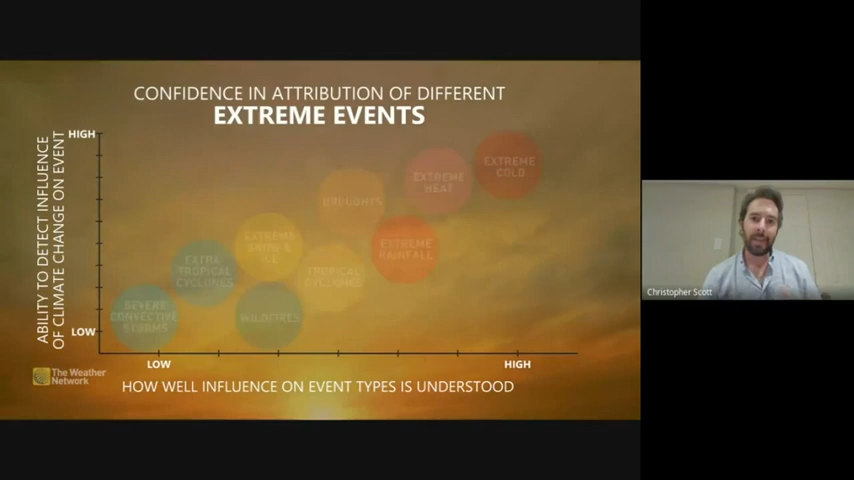 CONFIDENCE IN ATTRIBUTION OF DIFFERENT
EXTREME EVENTS
ABILITY TO DETECT INFLUENCE
OF CLIMATE CHANGE ON EVENT
HIGH
LOW
EXTREME
COLD
EXTREME
HEAT
DROUGHTS
EXTREME
RAINFALL
EXTREME
SNOW &
ICE
TROPICAL
CYCLONES
EXTRA
TROPICAL
CYCLONES
SEVERE
CONVECTIVE
STORMS
WILDFIRES
LOW
HIGH
HOW WELL INFLUENCE ON EVENT TYPES IS UNDERSTOOD
The Weather
Network
Christopher Scott